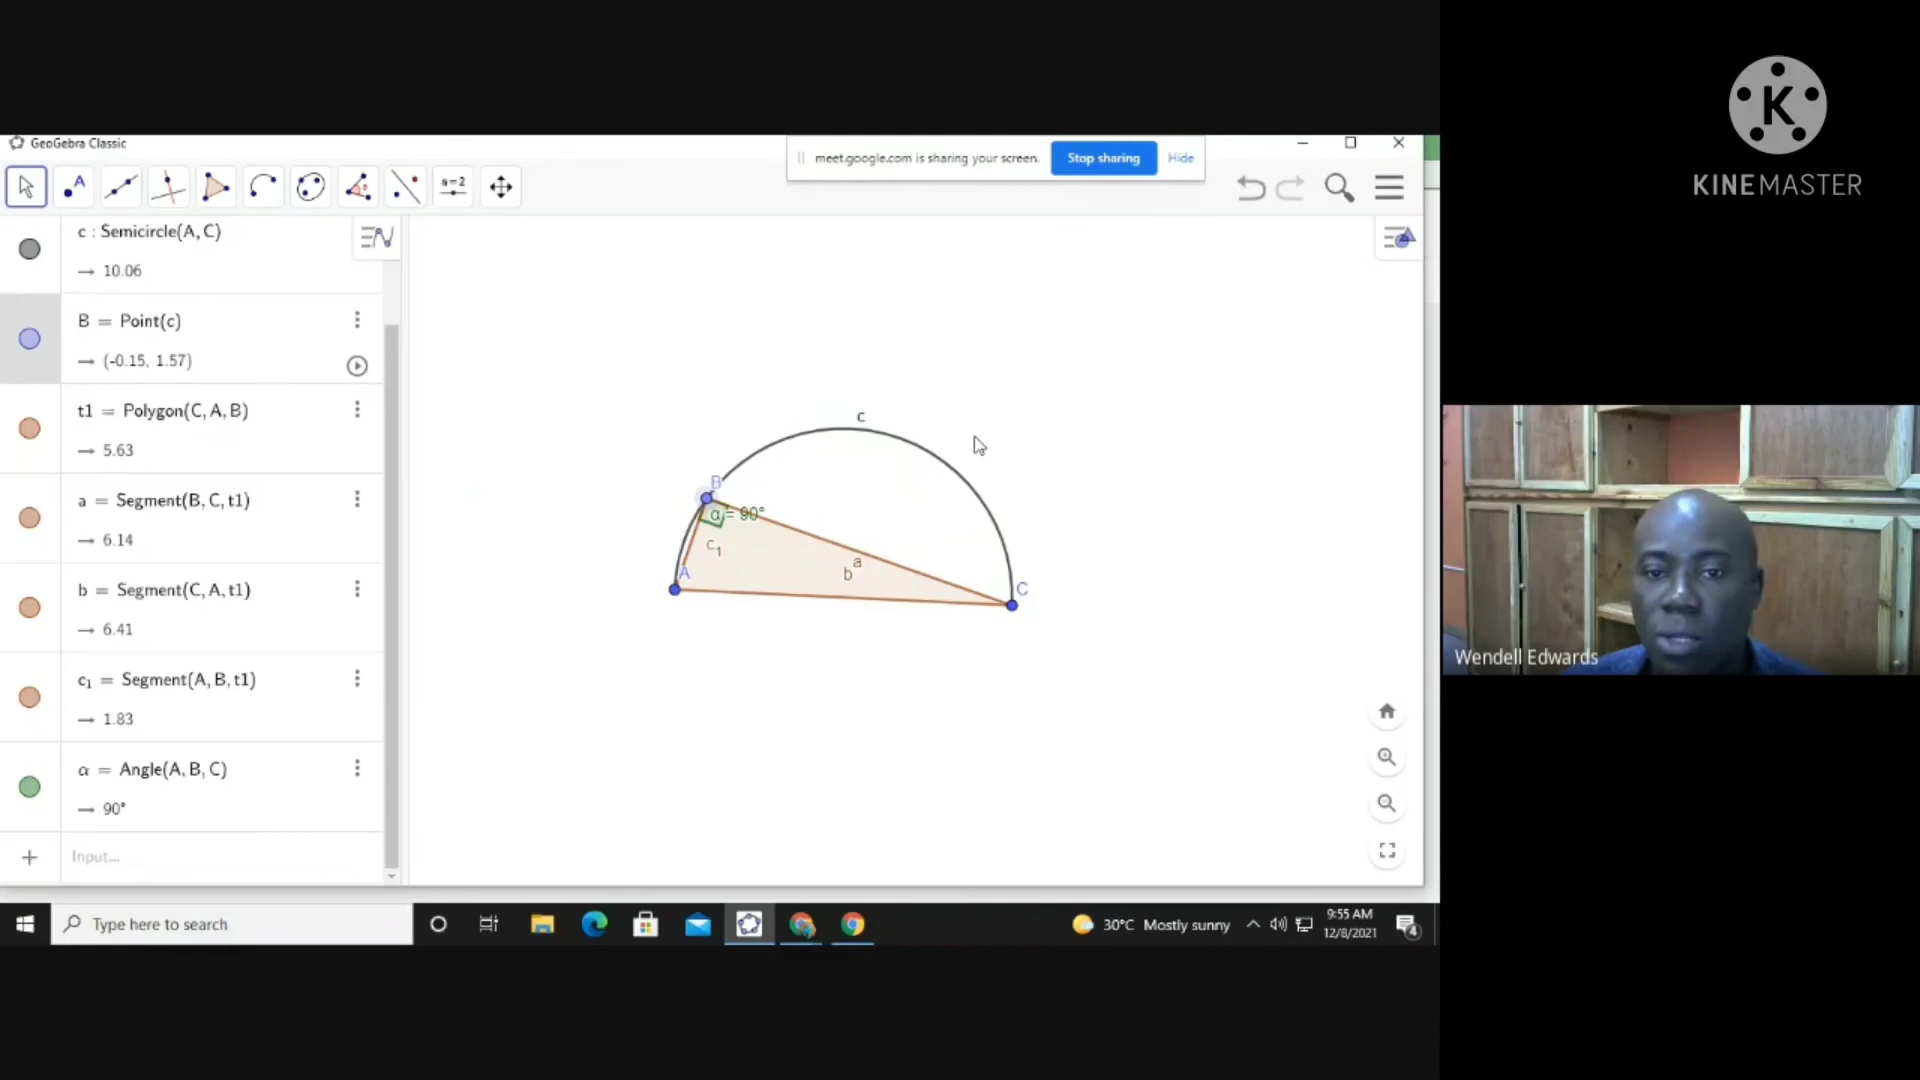 GeoGebra Classic
meet.google.com is sharing your screen.
Stop sharing
Hide
A
a=2
c : Semicircle(A, C)
→ 10.06
B = Point(c)
→ (-0.15, 1.57)
t1 = Polygon(C, A, B)
→ 5.63
a = Segment(B, C, t1)
→ 6.14
b = Segment(C, A, t1)
→ 6.41
c₁ = Segment(A, B, t1)
→ 1.83
α = Angle(A, B, C)
→ 90°
+ Input...
c
B
α = 90°
c₁
a
b
A
C
Type here to search
30°C Mostly sunny
9:55 AM
12/8/2021
4
K
KINEMASTER
Wendell Edwards